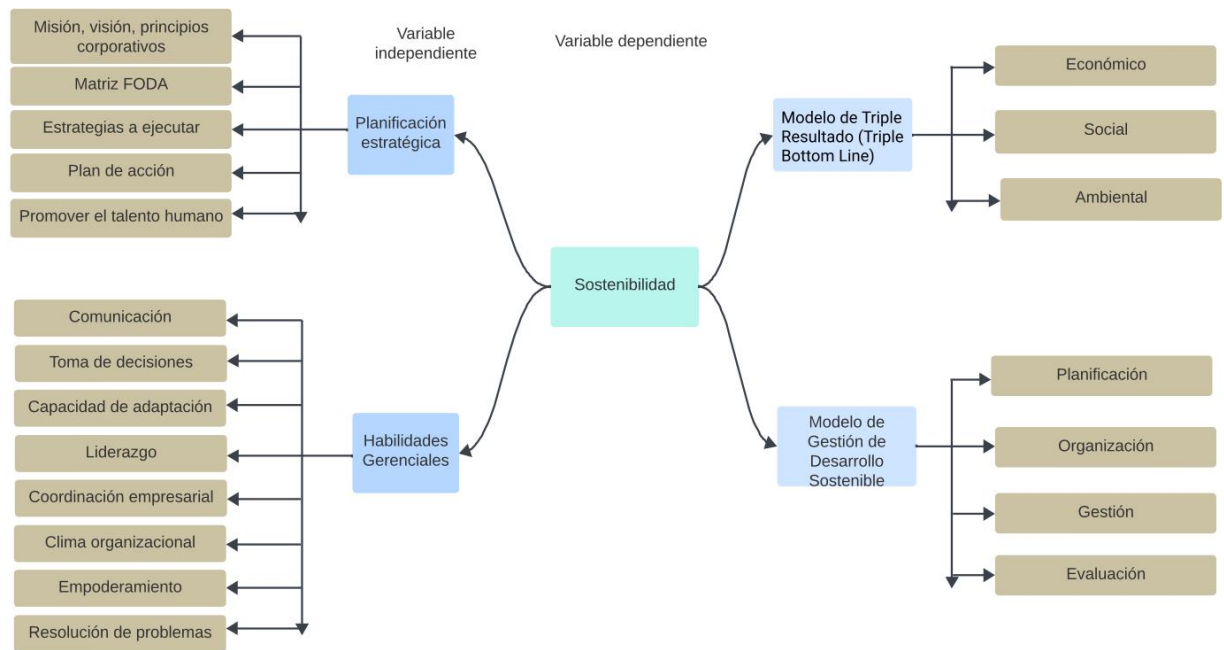 Misión, visión, principios
corporativos
Matriz FODA
Estrategias a ejecutar
Plan de acción
Promover el talento humano
Variable
independiente
Planificación
estratégica
Comunicación
Toma de decisiones
Capacidad de adaptación
Liderazgo
Coordinación empresarial
Clima organizacional
Empoderamiento
Resolución de problemas
Habilidades
Gerenciales
Sostenibilidad
Variable dependiente
Modelo de Triple
Resultado (Triple
Bottom Line)
Económico
Social
Ambiental
Modelo de
Gestión de
Desarrollo
Sostenible
Planificación
Organización
Gestión
Evaluación